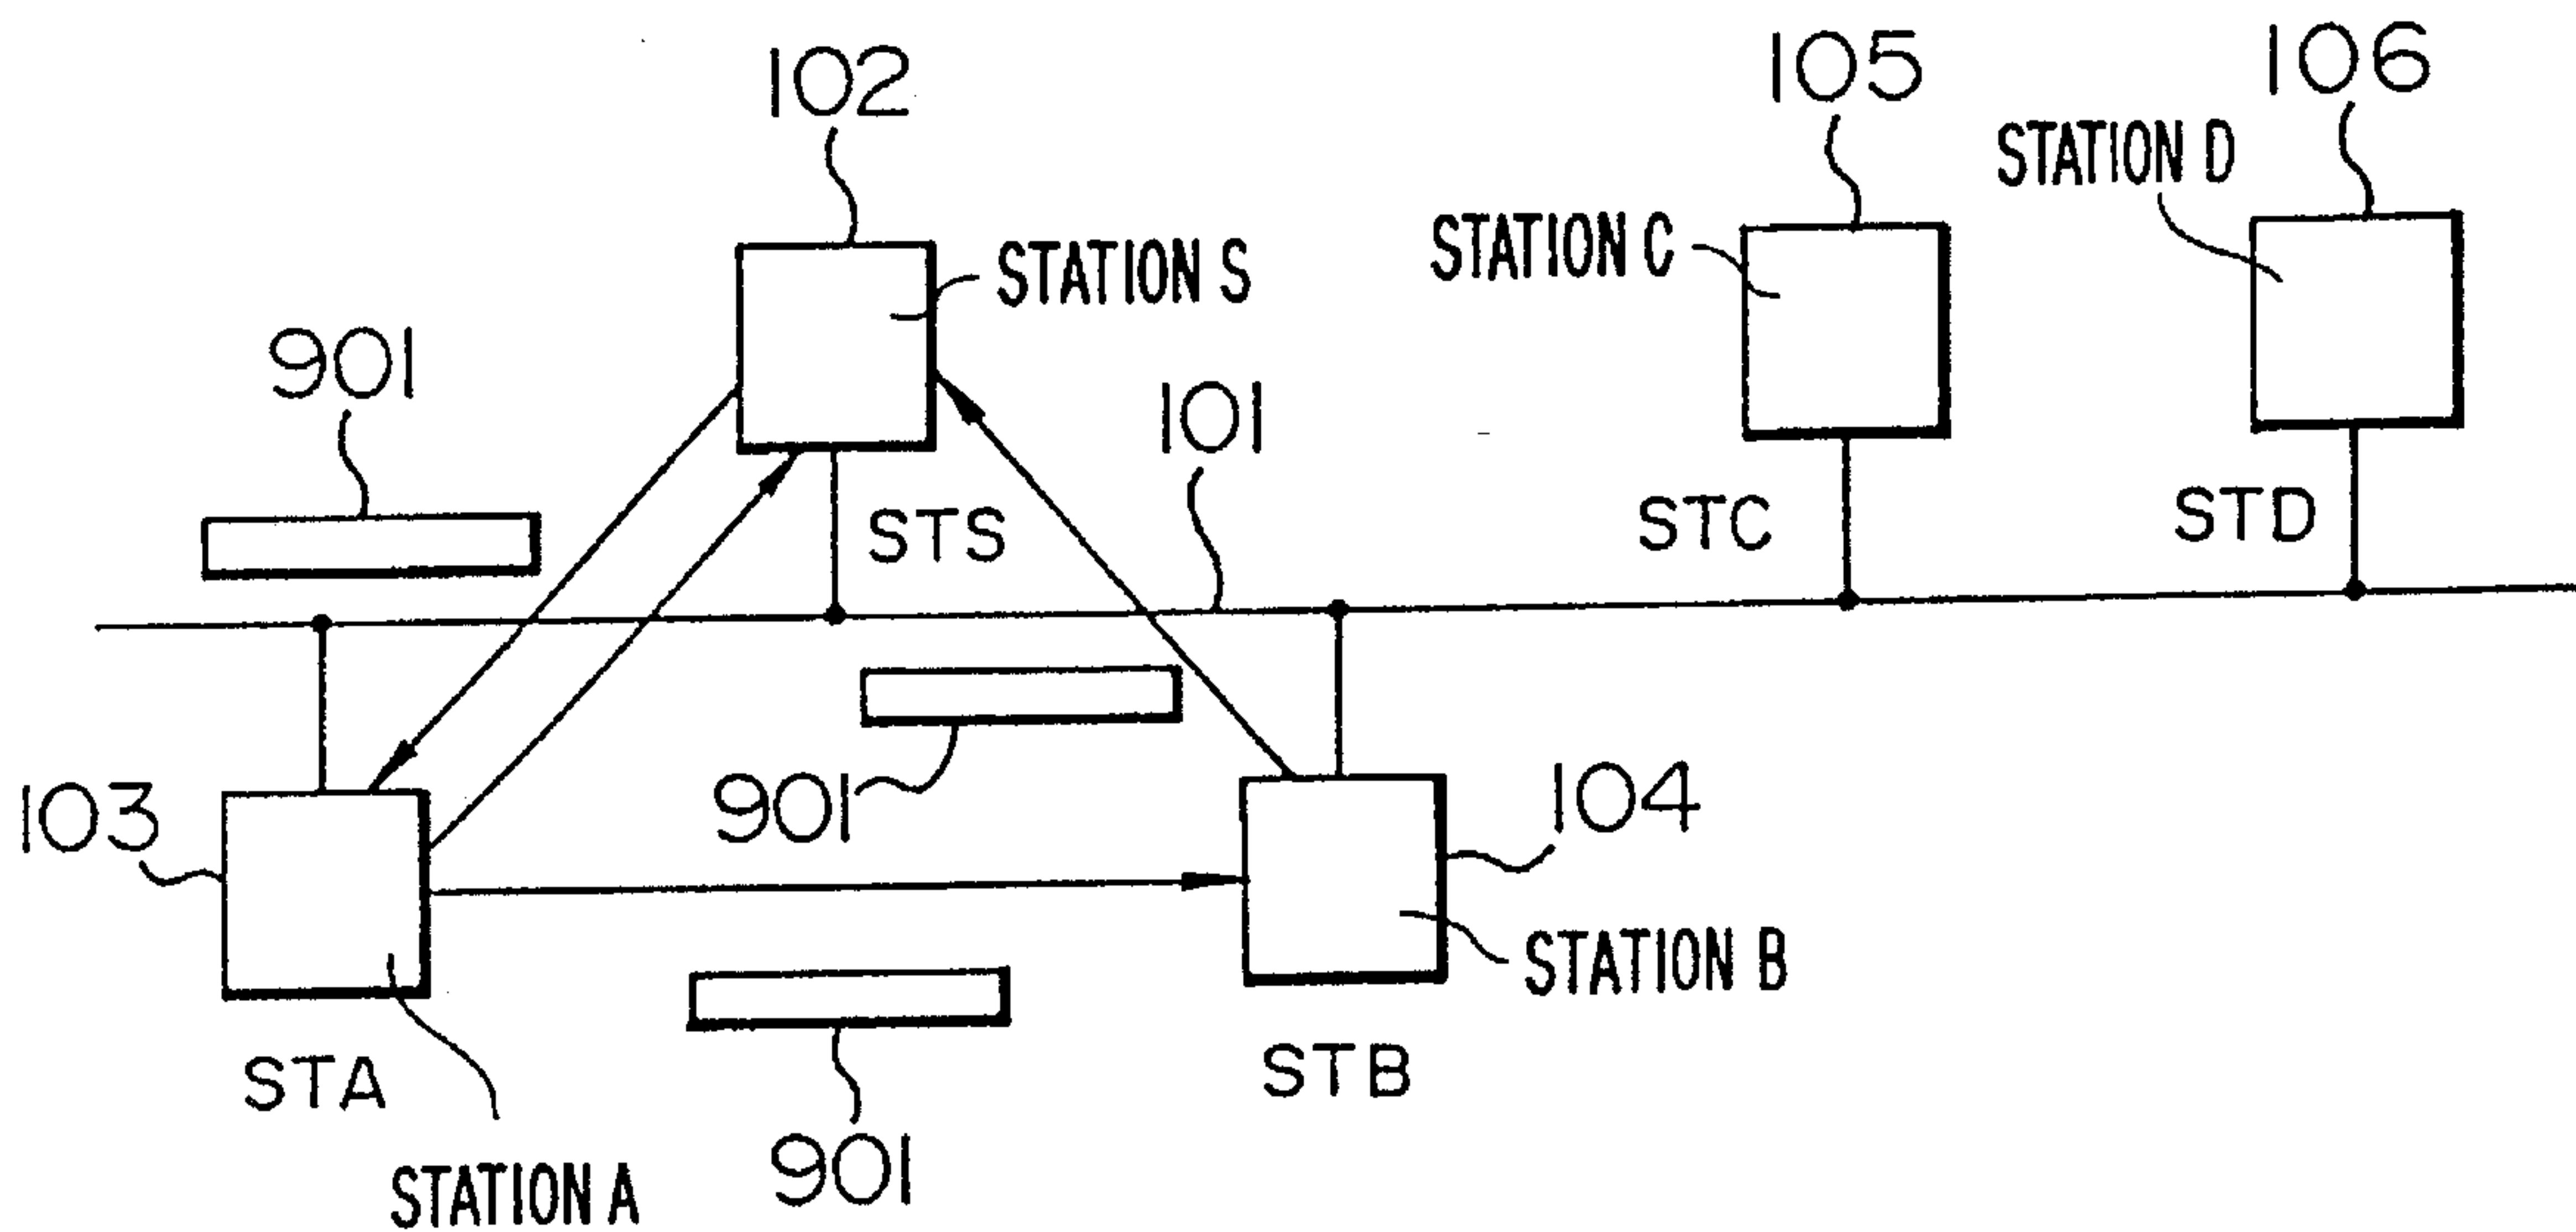 102
105
106
STATION D
STATION C
STATION S
901
101
STS
STC
STD
901
103
104
STATION B
STA
STB
901
STATION A